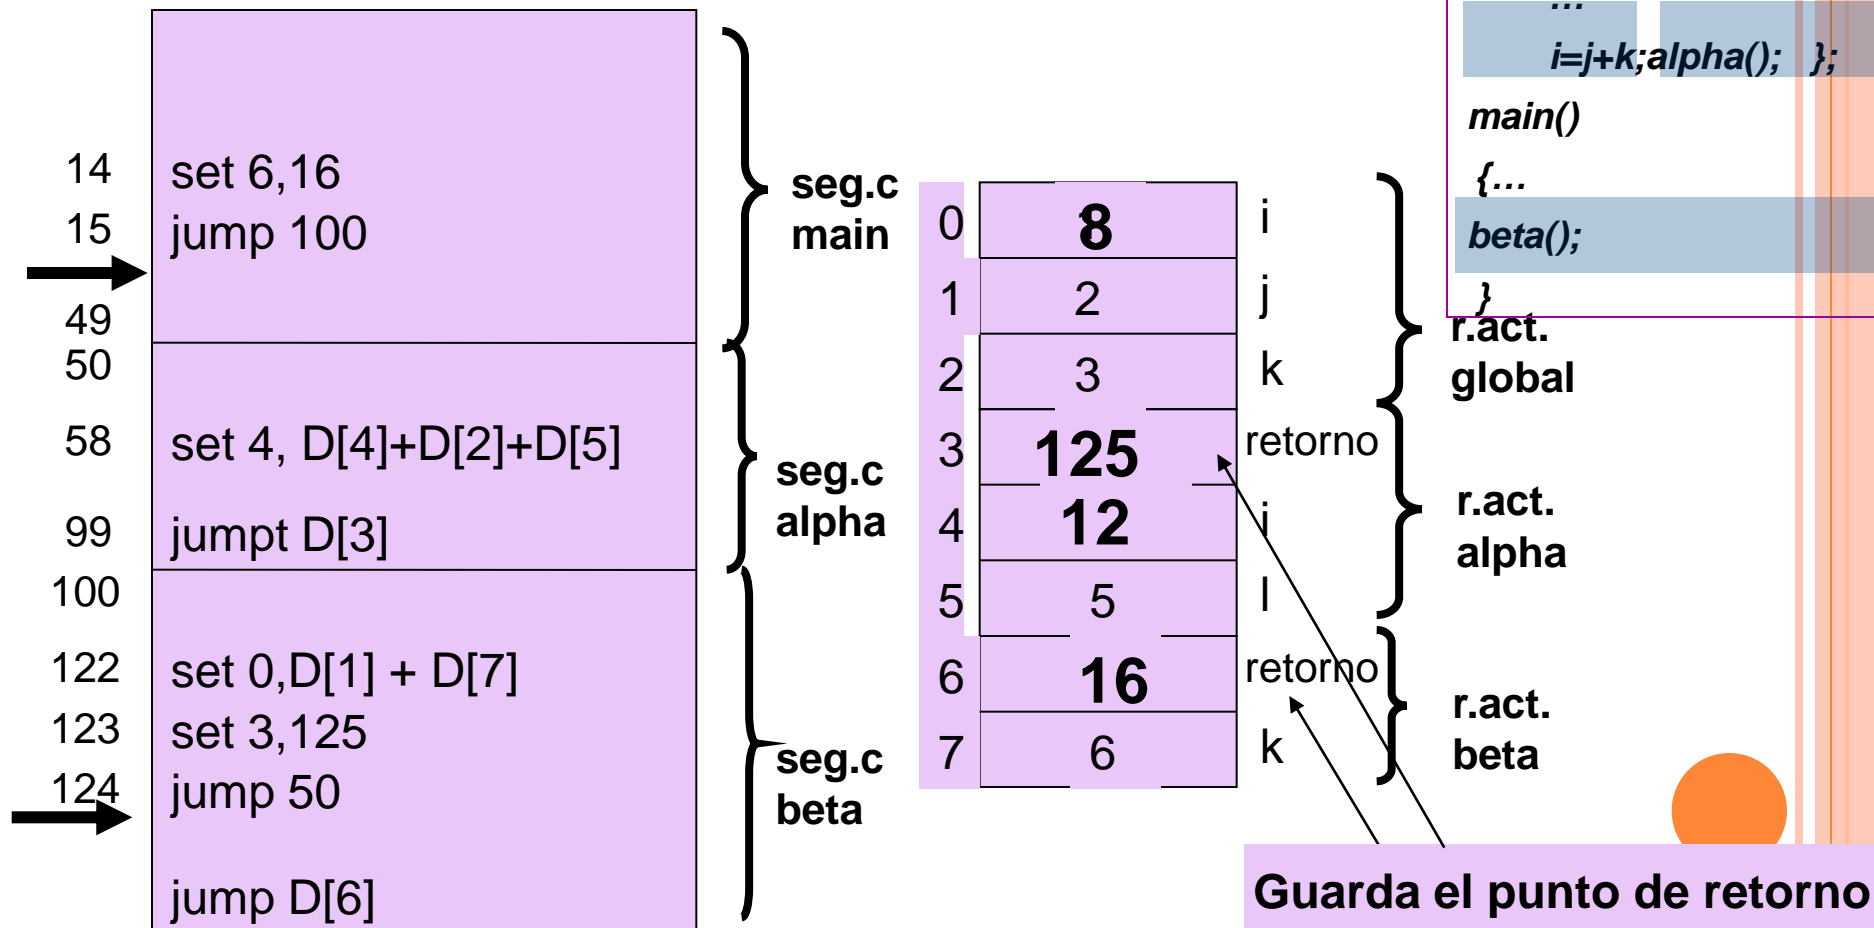 14
set 6,16
15
jump 100
49
50
58
set 4, D[4]+D[2]+D[5]
99
jumpt D[3]
100
122
set 0,D[1] + D[7]
123
set 3,125
124
jump 50
jump D[6]
seg.c
main
seg.c
alpha
seg.c
beta
0
8
i
1
2
j
2
3
k
3
125
retorno
4
12
i
5
5
l
6
16
retorno
7
6
k
r.act.
global
r.act.
alpha
r.act.
beta
...
i=j+k;alpha(); };
main()
{...
beta();
}
Guarda el punto de retorno